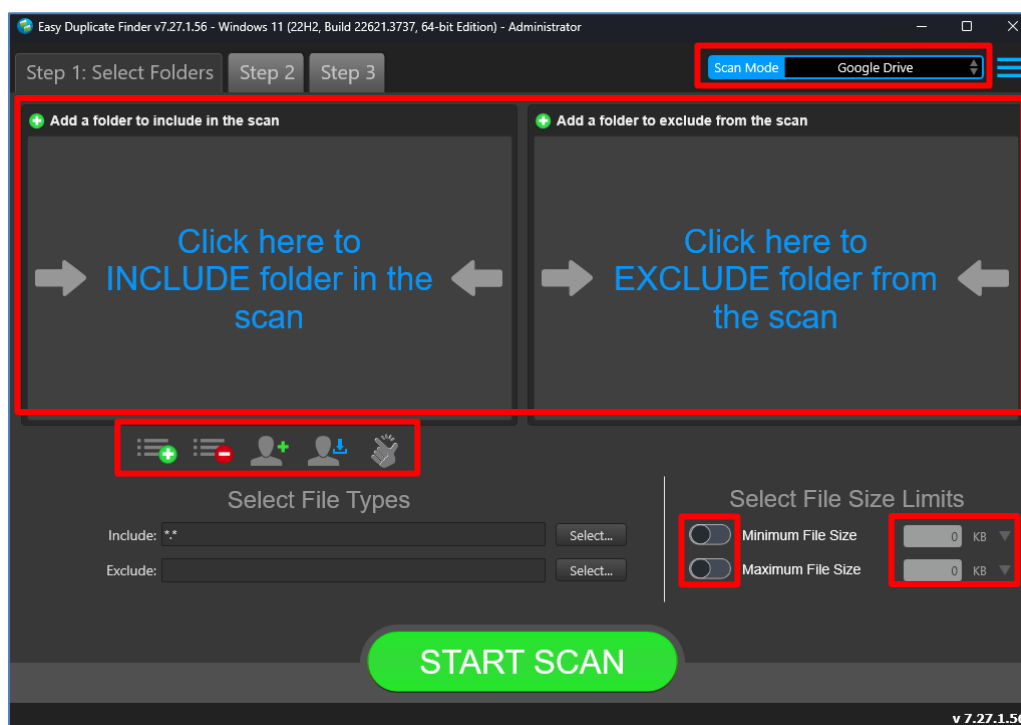 Easy Duplicate Finder v7.27.1.56 - Windows 11 (22H2, Build 22621.3737, 64-bit Edition) - Administrator
Step 1: Select Folders Step 2 Step 3 Scan Mode Google Drive
Add a folder to include in the scan
Click here to
INCLUDE folder in the
scan
Add a folder to exclude from the scan
Click here to
EXCLUDE folder from
the scan
Select File Types
Include: *.* Select...
Exclude: Select...
Select File Size Limits
Minimum File Size 0 KB
Maximum File Size 0 KB
START SCAN
v 7.27.1.56